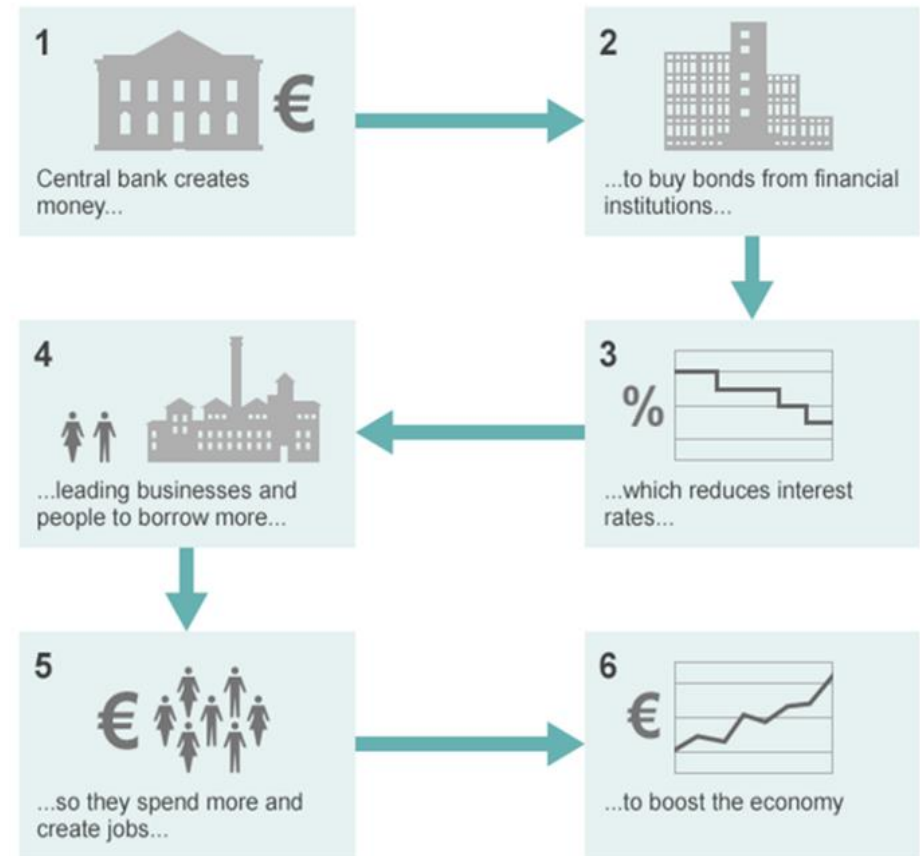 1
€
Central bank creates
money...
2
...to buy bonds from financial
institutions...
3
%
...which reduces interest
rates...
4
...leading businesses and
people to borrow more...
5
€
...so they spend more and
create jobs...
6
€
...to boost the economy